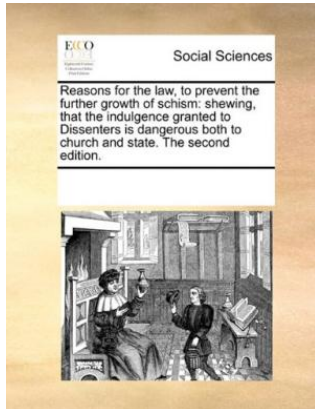 ECCO
Social Sciences
Reasons for the law, to prevent the
further growth of schism: shewing,
that the indulgence granted to
Dissenters is dangerous both to
church and state. The second
edition.